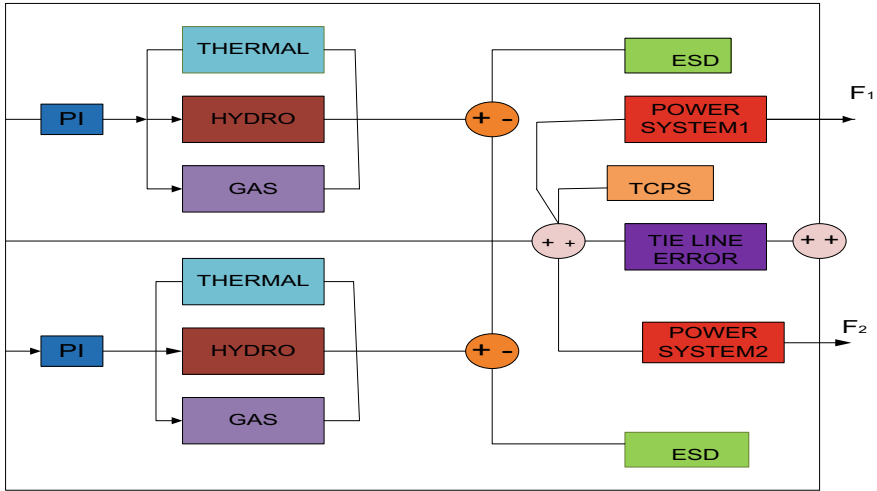 THERMAL
ESD
F1
PI
HYDRO
+ -
POWER
SYSTEM1
GAS
TCPS
+ +
TIE LINE
ERROR
+ +
THERMAL
PI
HYDRO
+ -
POWER
SYSTEM2
F2
GAS
ESD